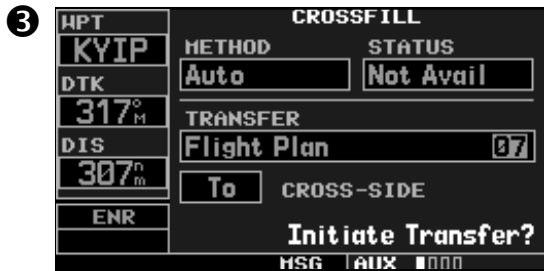 3
WPT
KYIP
DTK
317°M
DIS
307nm
ENR
CROSSFILL
METHOD STATUS
Auto Not Avail
TRANSFER
Flight Plan 07
To CROSS-SIDE
Initiate Transfer?
MSG AUX